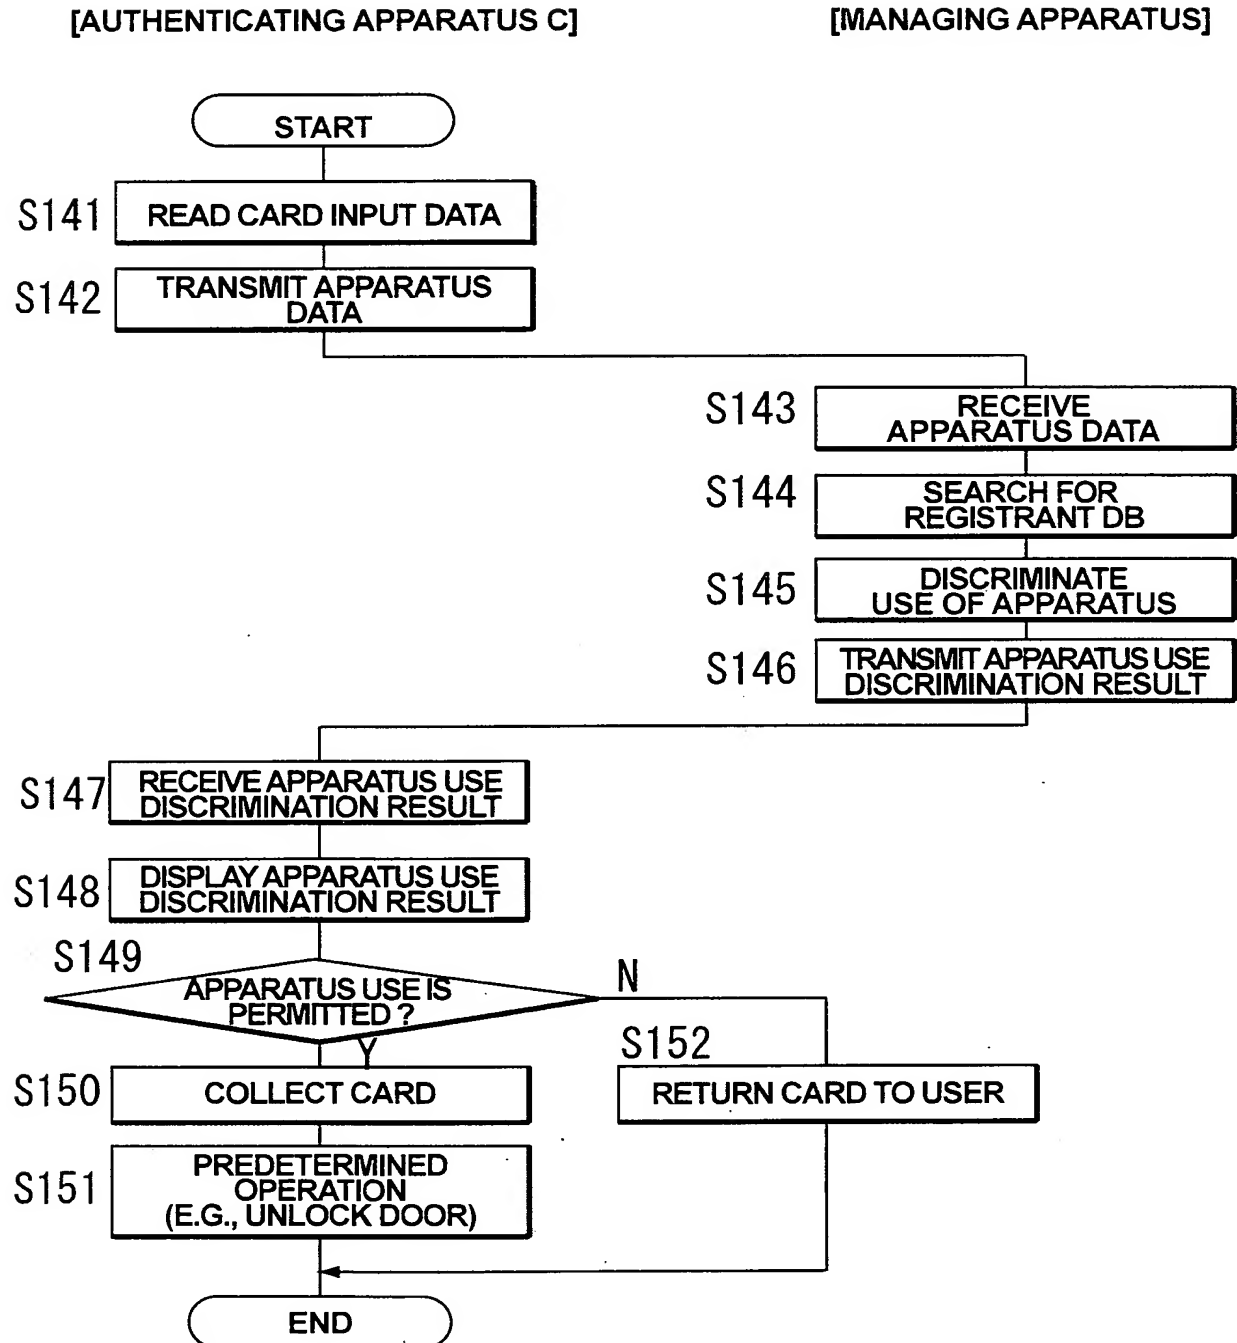 [AUTHENTICATING APPARATUS C]
[MANAGING APPARATUS]
START
S141
READ CARD INPUT DATA
S142
TRANSMIT APPARATUS
DATA
S143
RECEIVE
APPARATUS DATA
S144
SEARCH FOR
REGISTRANT DB
S145
DISCRIMINATE
USE OF APPARATUS
S146
TRANSMIT APPARATUS USE
DISCRIMINATION RESULT
S147
RECEIVE APPARATUS USE
DISCRIMINATION RESULT
S148
DISPLAY APPARATUS USE
DISCRIMINATION RESULT
S149
APPARATUS USE IS
PERMITTED ?
N
Y
S150
COLLECT CARD
S152
RETURN CARD TO USER
S151
PREDETERMINED
OPERATION
(E.G., UNLOCK DOOR)
END